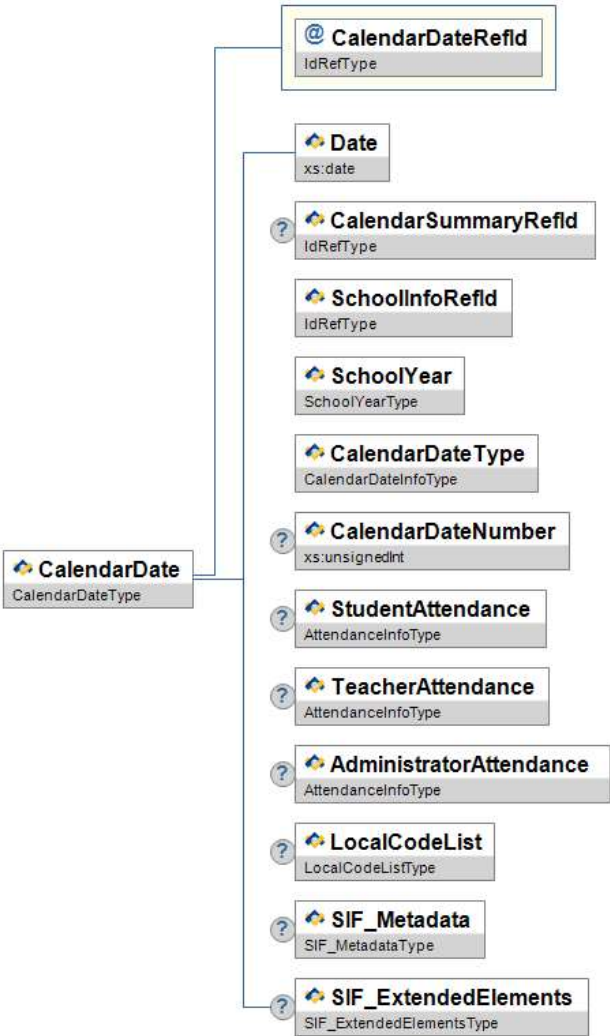 @ CalendarDateRefId
IdRefType
Date
xs:date
? CalendarSummaryRefId
IdRefType
SchoolInfoRefId
IdRefType
SchoolYear
SchoolYearType
CalendarDateType
CalendarDateInfoType
? CalendarDateNumber
xs:unsignedInt
CalendarDate
CalendarDateType
? StudentAttendance
AttendanceInfoType
? TeacherAttendance
AttendanceInfoType
? AdministratorAttendance
AttendanceInfoType
? LocalCodeList
LocalCodeListType
? SIF_Metadata
SIF_MetadataType
? SIF_ExtendedElements
SIF_ExtendedElementsType